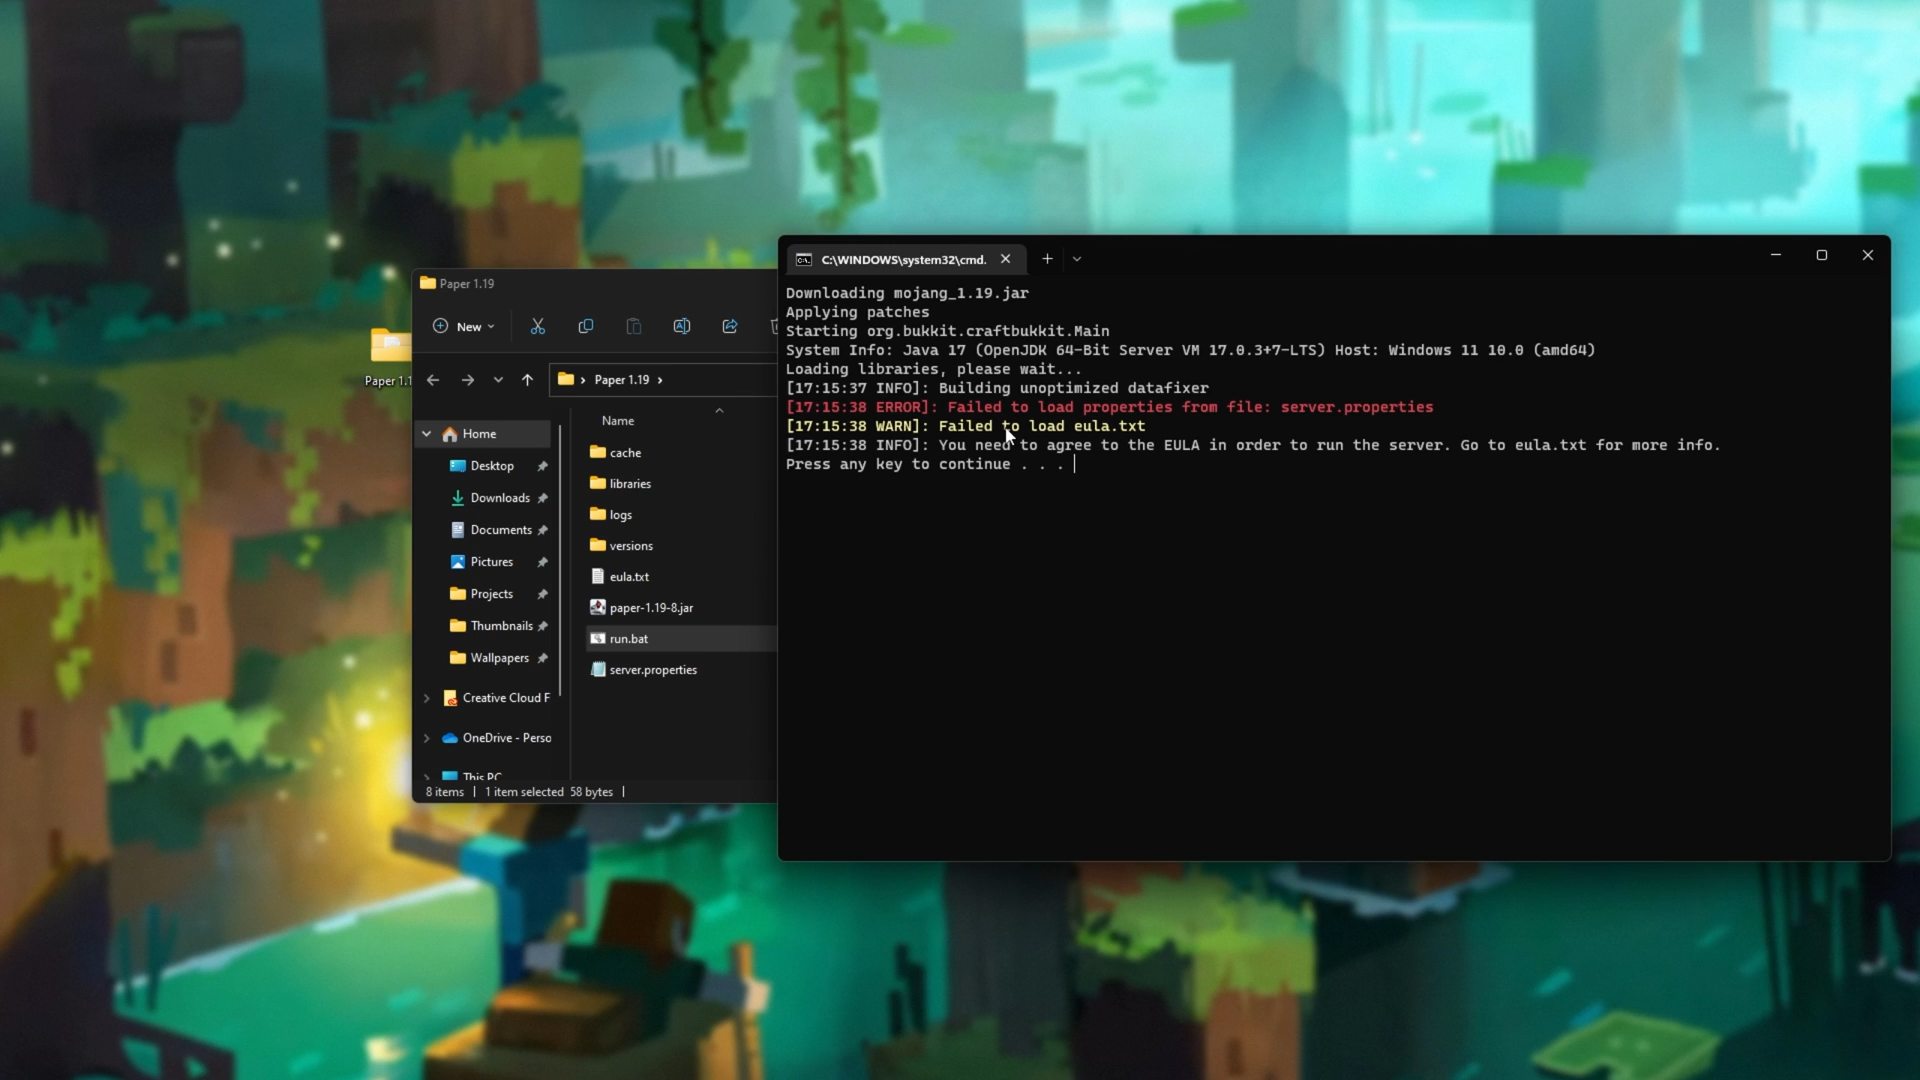 Paper 1.1
Paper 1.19
New
Paper 1.19
Home
Desktop
Downloads
Documents
Pictures
Projects
Thumbnails
Wallpapers
Creative Cloud F
OneDrive - Perso
This PC
Name
cache
libraries
logs
versions
eula.txt
paper-1.19-8.jar
run.bat
server.properties
8 items | 1 item selected 58 bytes |
C:\WINDOWS\system32\cmd.
Downloading mojang_1.19.jar
Applying patches
Starting org.bukkit.craftbukkit.Main
System Info: Java 17 (OpenJDK 64-Bit Server VM 17.0.3+7-LTS) Host: Windows 11 10.0 (amd64)
Loading libraries, please wait...
[17:15:37 INFO]: Building unoptimized datafixer
[17:15:38 ERROR]: Failed to load properties from file: server.properties
[17:15:38 WARN]: Failed to load eula.txt
[17:15:38 INFO]: You need to agree to the EULA in order to run the server. Go to eula.txt for more info.
Press any key to continue . . .